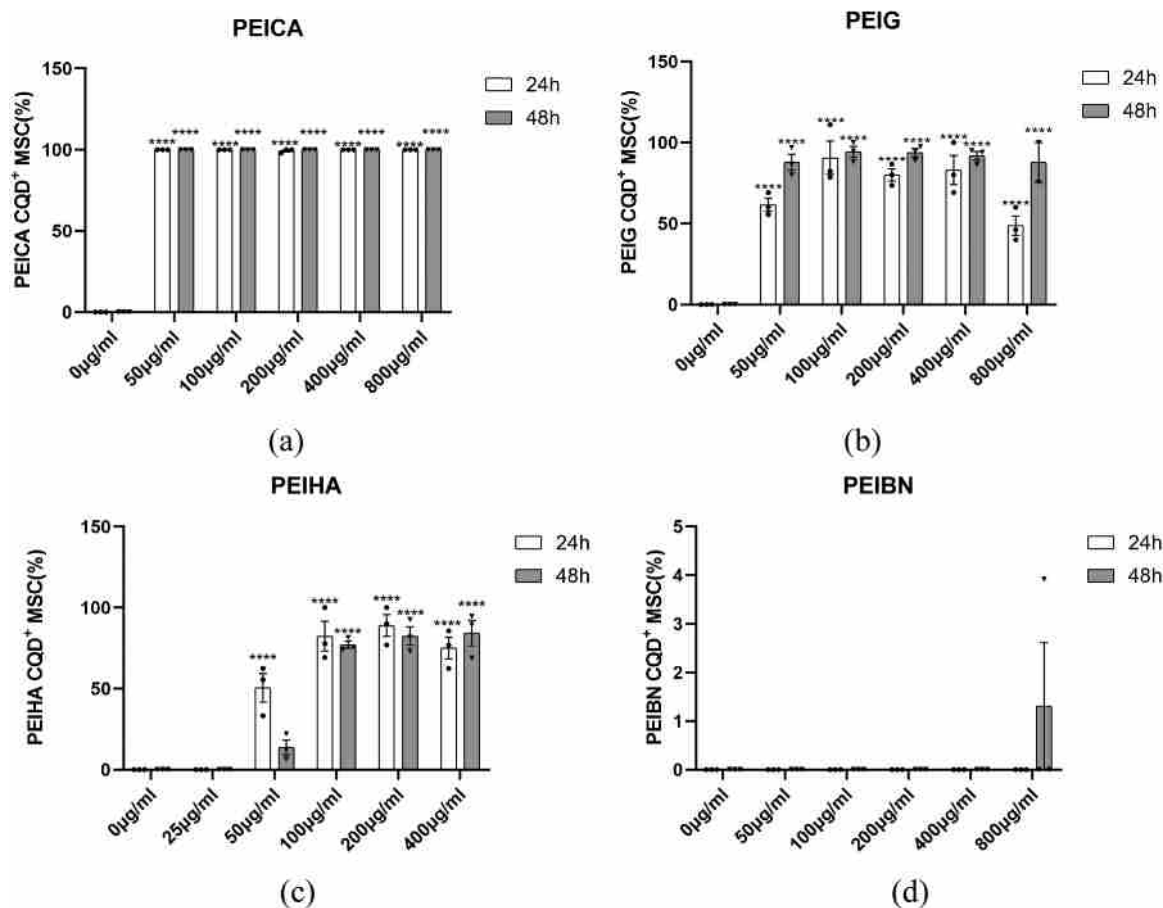 PEICA
PEICA CQD⁺ MSC(%)
150
100
50
0
24h
48h
**** **** **** **** **** **** **** **** **** ****
0µg/ml 50µg/ml 100µg/ml 200µg/ml 400µg/ml 800µg/ml
(a)
PEIG
PEIG CQD⁺ MSC(%)
150
100
50
0
24h
48h
**** **** **** **** **** **** **** **** **** ****
0µg/ml 50µg/ml 100µg/ml 200µg/ml 400µg/ml 800µg/ml
(b)
PEIHA
PEIHA CQD⁺ MSC(%)
150
100
50
0
24h
48h
**** **** **** **** **** **** ****
0µg/ml 25µg/ml 50µg/ml 100µg/ml 200µg/ml 400µg/ml
(c)
PEIBN
PEIBN CQD⁺ MSC(%)
5
4
3
2
1
0
24h
48h
0µg/ml 50µg/ml 100µg/ml 200µg/ml 400µg/ml 800µg/ml
(d)